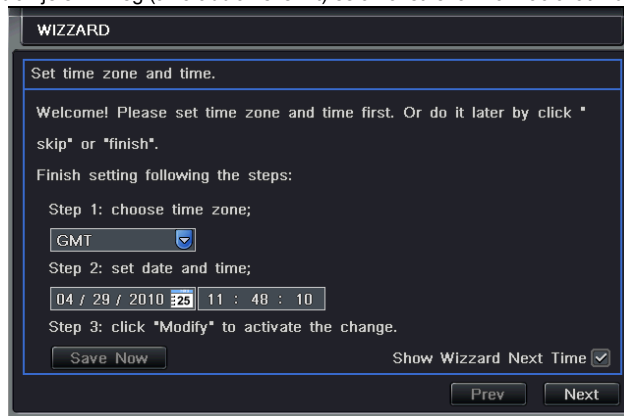 WIZZARD
Set time zone and time.
Welcome! Please set time zone and time first. Or do it later by click "
skip" or "finish".
Finish setting following the steps:
Step 1: choose time zone;
GMT
Step 2: set date and time;
04 / 29 / 2010 25 11 : 48 : 10
Step 3: click "Modify" to activate the change.
Save Now Show Wizzard Next Time
Prev Next